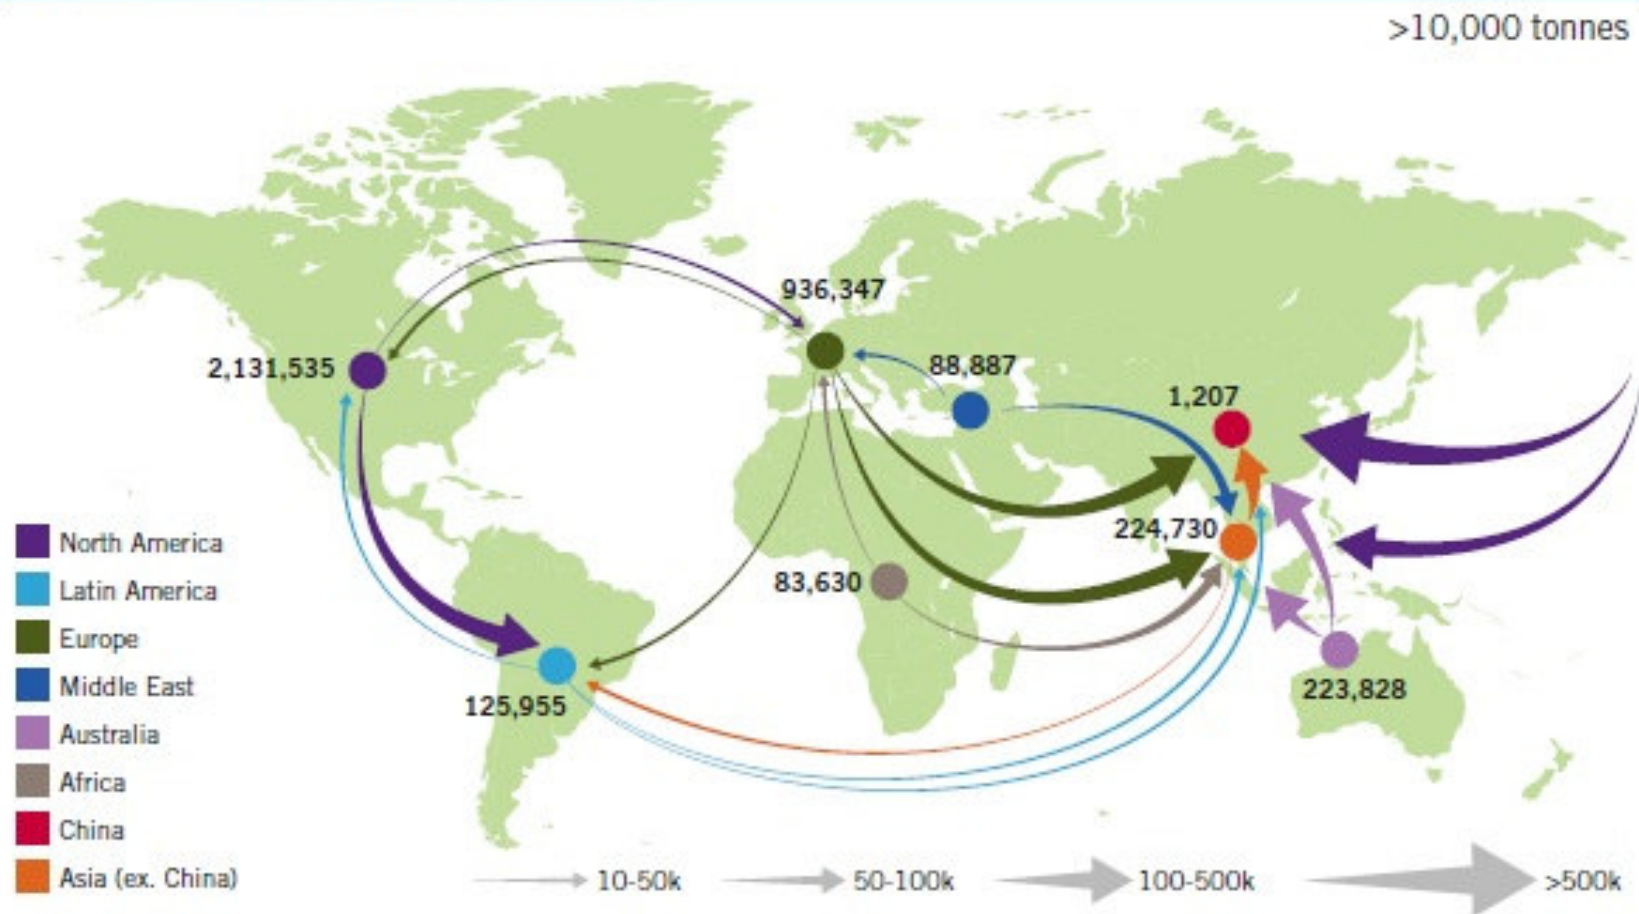 >10,000 tonnes
936,347
2,131,535
88,887
1,207
224,730
83,630
125,955
223,828
North America
Latin America
Europe
Middle East
Australia
Africa
China
Asia (ex. China)
10-50k
50-100k
100-500k
>500k